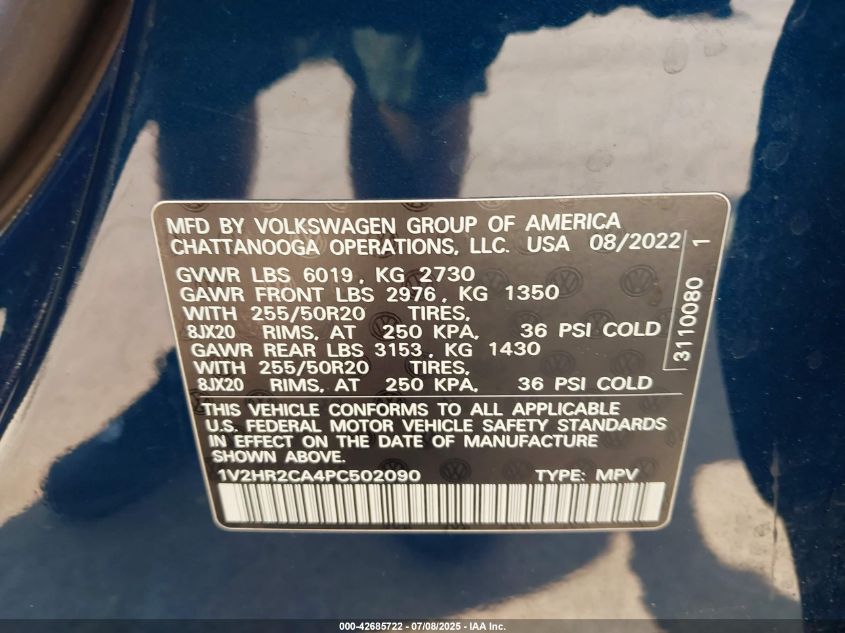 MFD BY VOLKSWAGEN GROUP OF AMERICA
CHATTANOOGA OPERATIONS, LLC. USA 08/2022
GVWR LBS 6019, KG 2730
GAWR FRONT LBS 2976, KG 1350
WITH 255/50R20 TIRES,
8JX20 RIMS, AT 250 KPA, 36 PSI COLD
GAWR REAR LBS 3153, KG 1430
WITH 255/50R20 TIRES,
8JX20 RIMS, AT 250 KPA, 36 PSI COLD
3110080 1
THIS VEHICLE CONFORMS TO ALL APPLICABLE
U.S. FEDERAL MOTOR VEHICLE SAFETY STANDARDS
IN EFFECT ON THE DATE OF MANUFACTURE
SHOWN ABOVE.
1V2HR2CA4PC502090 TYPE: MPV
000-42685722 - 07/08/2025 - IAA Inc.